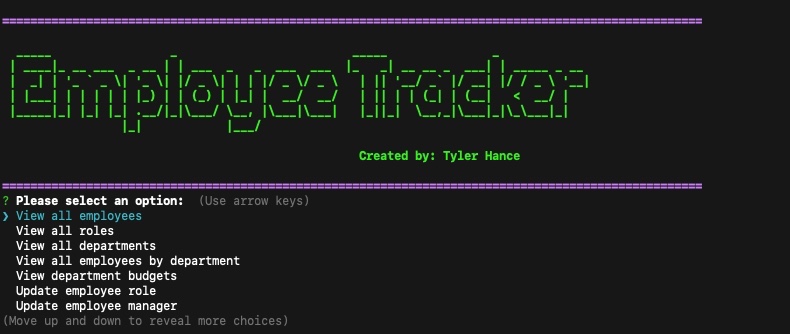 Employee Tracker
Created by: Tyler Hance
? Please select an option:  (Use arrow keys)
❯ View all employees
View all roles
View all departments
View all employees by department
View department budgets
Update employee role
Update employee manager
(Move up and down to reveal more choices)